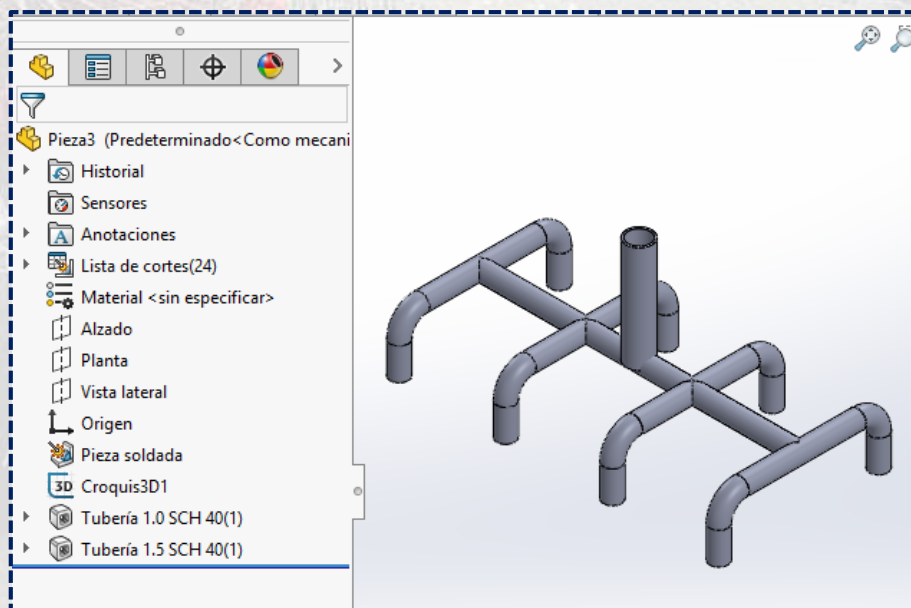 Pieza3 (Predeterminado<Como mecani
Historial
Sensores
A Anotaciones
Lista de cortes(24)
Material <sin especificar>
Alzado
Planta
Vista lateral
Origen
Pieza soldada
3D Croquis3D1
Tubería 1.0 SCH 40(1)
Tubería 1.5 SCH 40(1)